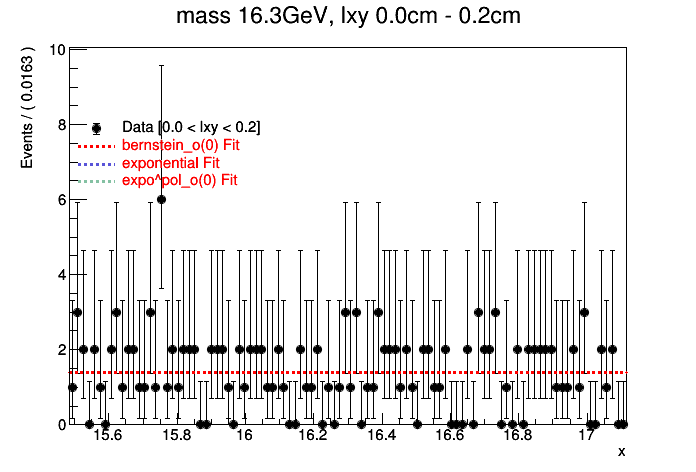 mass 16.3GeV, lxy 0.0cm - 0.2cm
Events / ( 0.0163 )
10
8
6
4
2
0
Data [0.0 < lxy < 0.2]
bernstein_o(0) Fit
exponential Fit
expo^pol_o(0) Fit
15.6 15.8 16 16.2 16.4 16.6 16.8 17
x